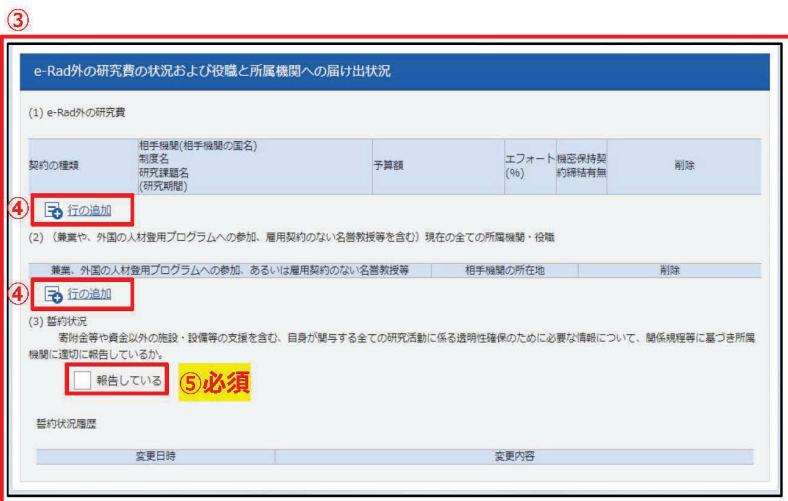 ③
e-Rad外の研究費の状況および役職と所属機関への届け出状況
(1) e-Rad外の研究費
契約の種類
相手機関(相手機関の国名)
制度名
研究課題名
(研究期間)
予算額
エフォート
(%)
機密保持契
約締結有無
削除
④
行の追加
(2) （兼業や、外国の人材登用プログラムへの参加、雇用契約のない名誉教授等を含む）現在の全ての所属機関・役職
兼業、外国の人材登用プログラムへの参加、あるいは雇用契約のない名誉教授等
相手機関の所在地
削除
④
行の追加
(3) 誓約状況
寄附金等や資金以外の施設・設備等の支援を含む、自身が関与する全ての研究活動に係る透明性確保のために必要な情報について、関係規程等に基づき所属
機関に適切に報告しているか。
報告している
⑤必須
誓約状況履歴
変更日時
変更内容